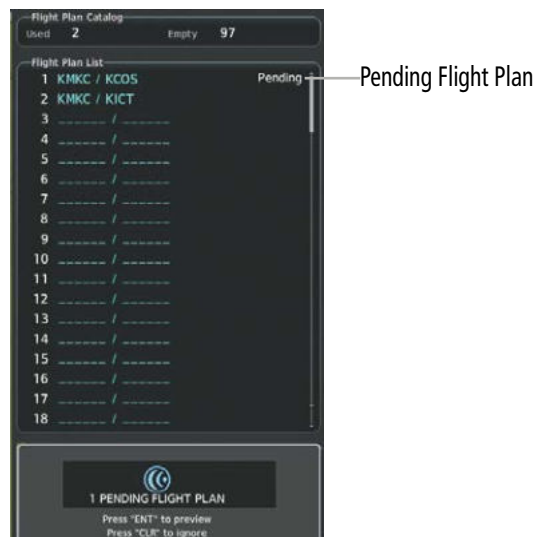 Flight Plan Catalog
Used 2 Empty 97
Flight Plan List
1 KMKC / KCOS Pending
Pending Flight Plan
2 KMKC / KICT
3 ______ / ______
4 ______ / ______
5 ______ / ______
6 ______ / ______
7 ______ / ______
8 ______ / ______
9 ______ / ______
10 ______ / ______
11 ______ / ______
12 ______ / ______
13 ______ / ______
14 ______ / ______
15 ______ / ______
16 ______ / ______
17 ______ / ______
18 ______ / ______
1 PENDING FLIGHT PLAN
Press "ENT" to preview
Press "CLR" to ignore